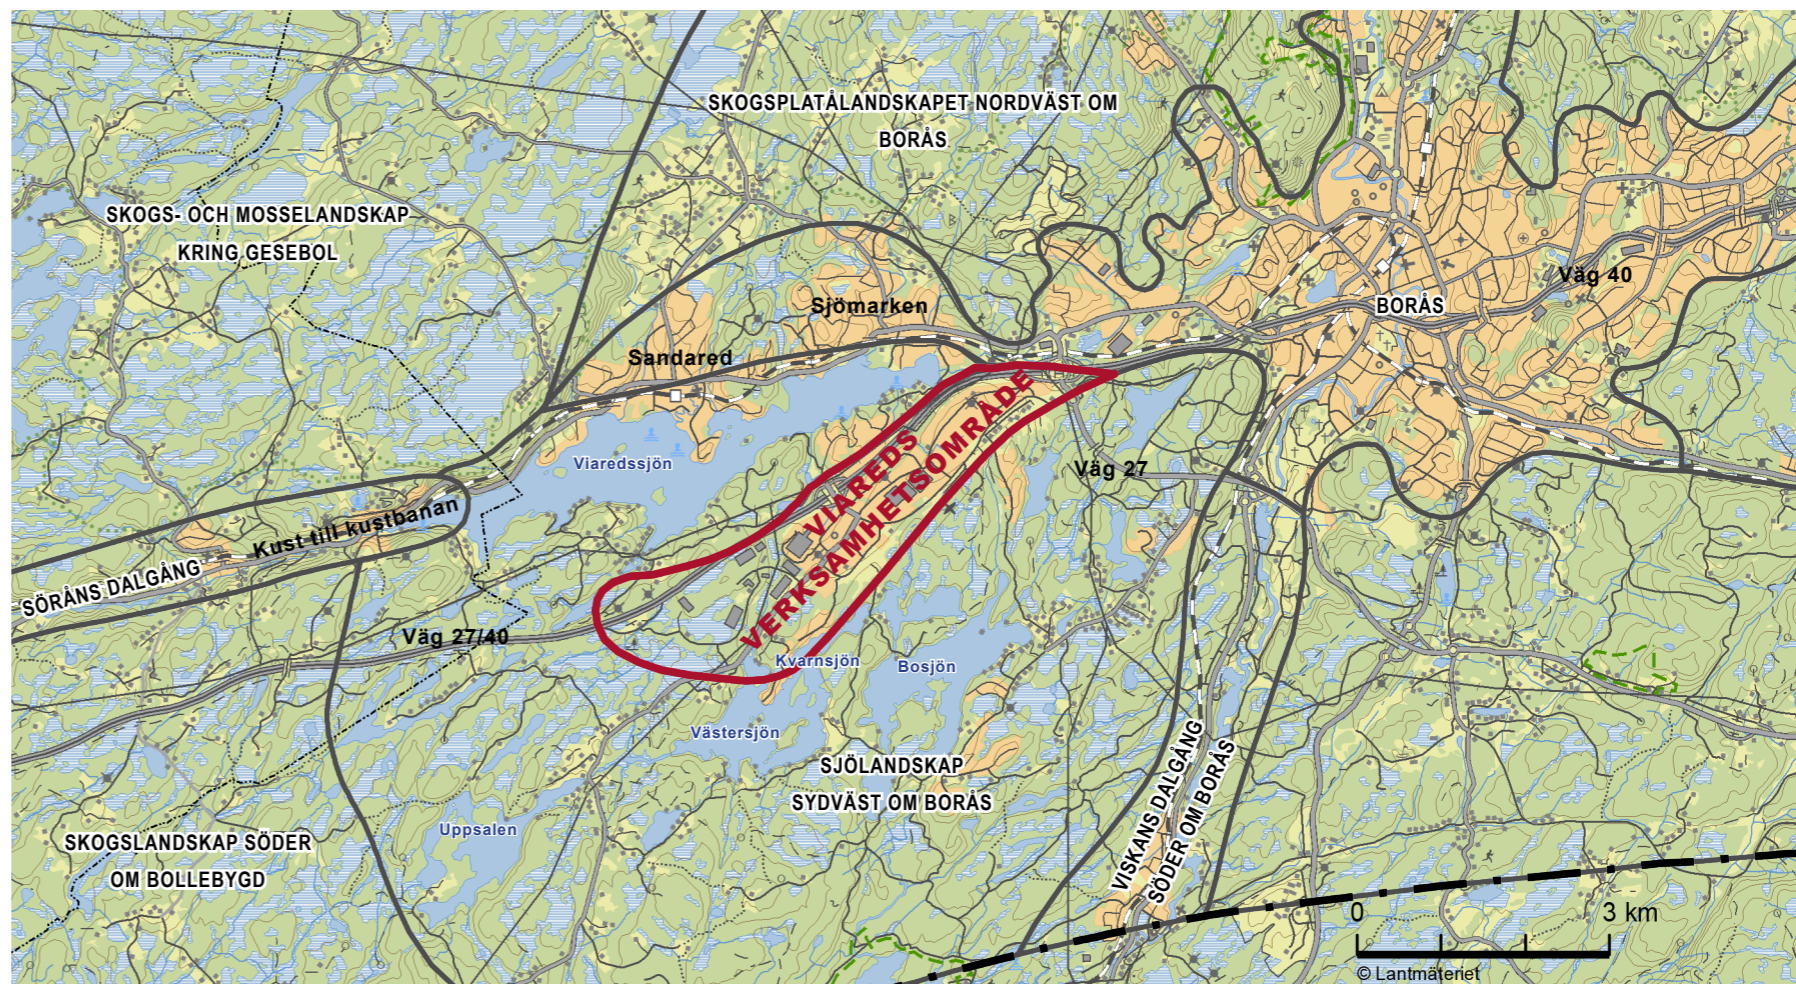 SKOGSPLATÅLANDSKAPET NORDVÄST OM
BORÅS
SKOGS- OCH MOSSELANDSKAP
KRING GESEBOL
Väg 40
BORÅS
Sjömarken
Sandared
VIAREDS
VERKSAMHETSOMRÅDE
Viaredssjön
Väg 27
Kust till kustbanan
SÖRÅNS DALGÅNG
Väg 27/40
Kvarnsjön
Bosjön
Västersjön
SJÖLANDSKAP
SYDVÄST OM BORÅS
VISKANS DALGÅNG
SÖDER OM BORÅS
Uppsalen
SKOGSLANDSKAP SÖDER
OM BOLLEBYGD
0 3 km
© Lantmäteriet